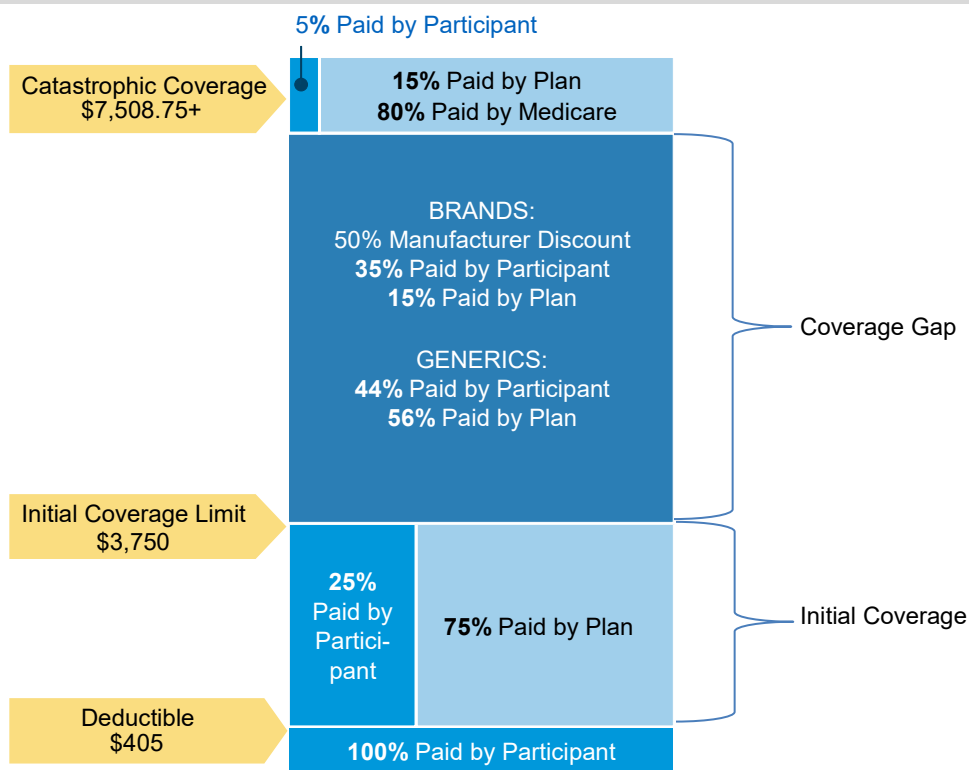 5% Paid by Participant
Catastrophic Coverage
$7,508.75+
15% Paid by Plan
80% Paid by Medicare
BRANDS:
50% Manufacturer Discount
35% Paid by Participant
15% Paid by Plan
GENERICS:
44% Paid by Participant
56% Paid by Plan
Coverage Gap
Initial Coverage Limit
$3,750
25%
Paid by
Partici-
pant
75% Paid by Plan
Initial Coverage
Deductible
$405
100% Paid by Participant